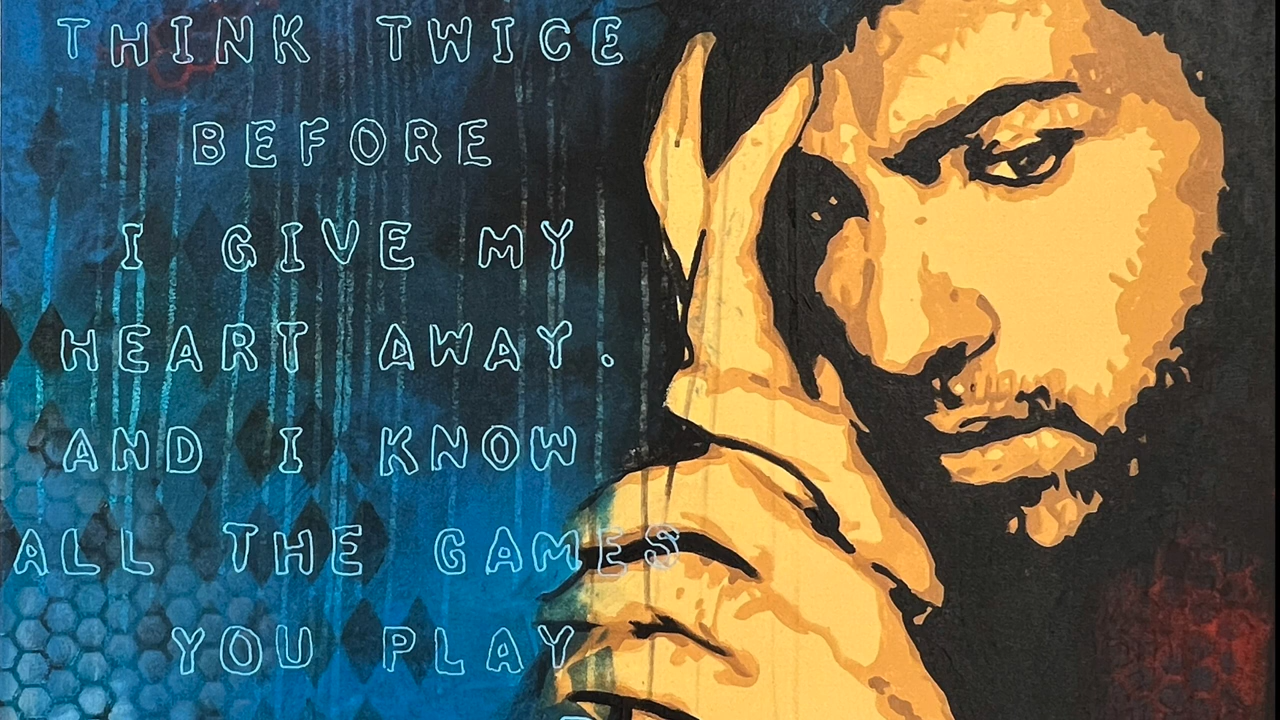 THINK TWICE
BEFORE
I GIVE MY
HEART AWAY.
AND I KNOW
ALL THE GAMES
YOU PLAY